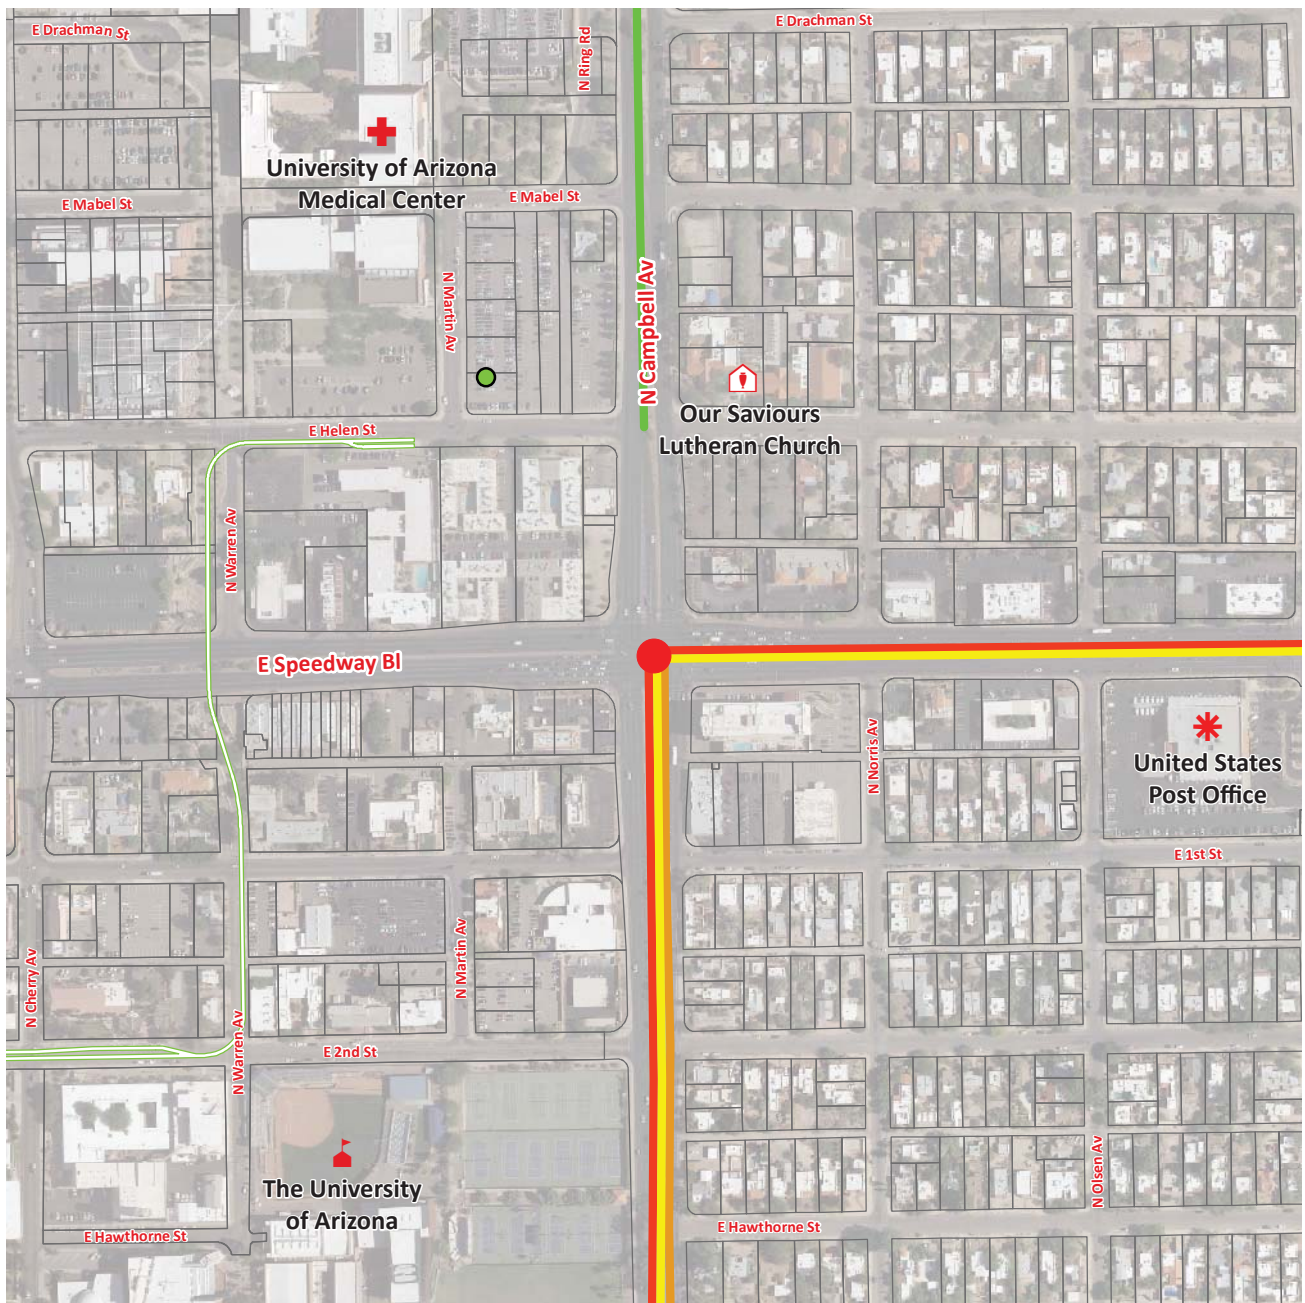 E Drachman St
E Drachman St
N Ring Rd
University of Arizona
Medical Center
E Mabel St
E Mabel St
N Martin Av
N Campbell Av
Our Saviours
Lutheran Church
E Helen St
N Warren Av
E Speedway Bl
N Norris Av
United States
Post Office
E 1st St
N Cherry Av
N Martin Av
N Warren Av
E 2nd St
N Olsen Av
The University
of Arizona
E Hawthorne St
E Hawthorne St